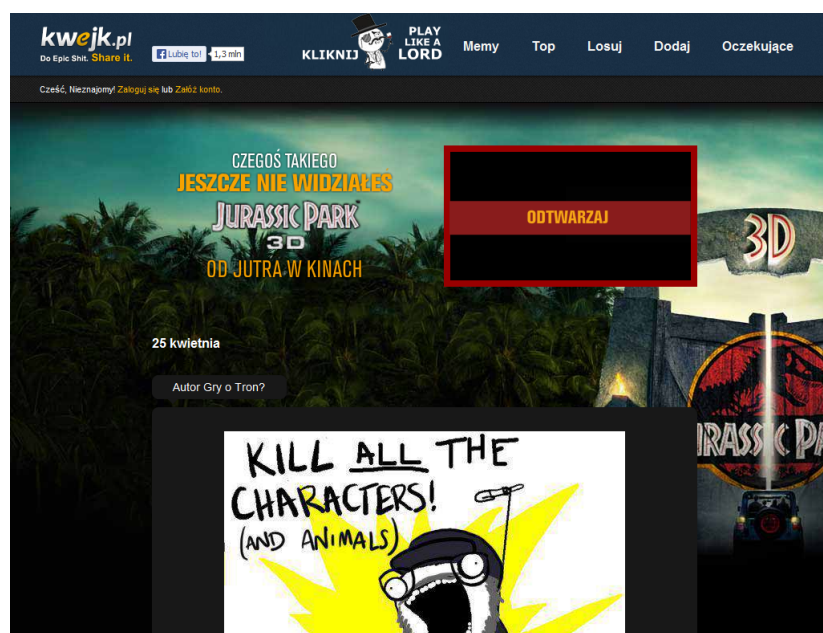 kwejk.pl
Do Epic Shit. Share it.
Lubię to! 1,3 mln
KLIKNIJ
PLAY
LIKE A
LORD
Memy Top Losuj Dodaj Oczekujące
Cześć, Nieznajomy! Zaloguj się lub Załóż konto.
CZEGOŚ TAKIEGO
JESZCZE NIE WIDZIAŁEŚ
JURASSIC PARK
3D
OD JUTRA W KINACH
ODTWARZAJ
3D
JURASSIC PA
25 kwietnia
Autor Gry o Tron?
KILL ALL THE
CHARACTERS!
(AND ANIMALS)